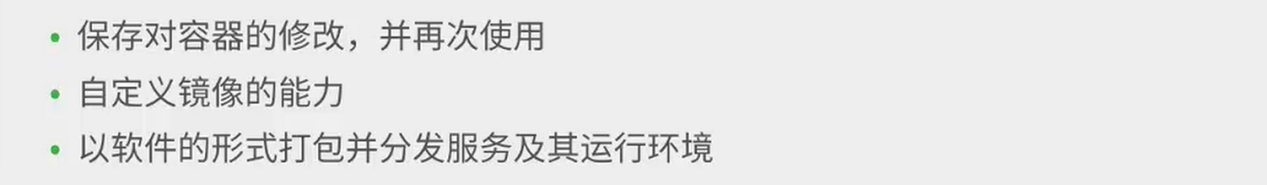 • 保存对容器的修改，并再次使用
• 自定义镜像的能力
• 以软件的形式打包并分发服务及其运行环境